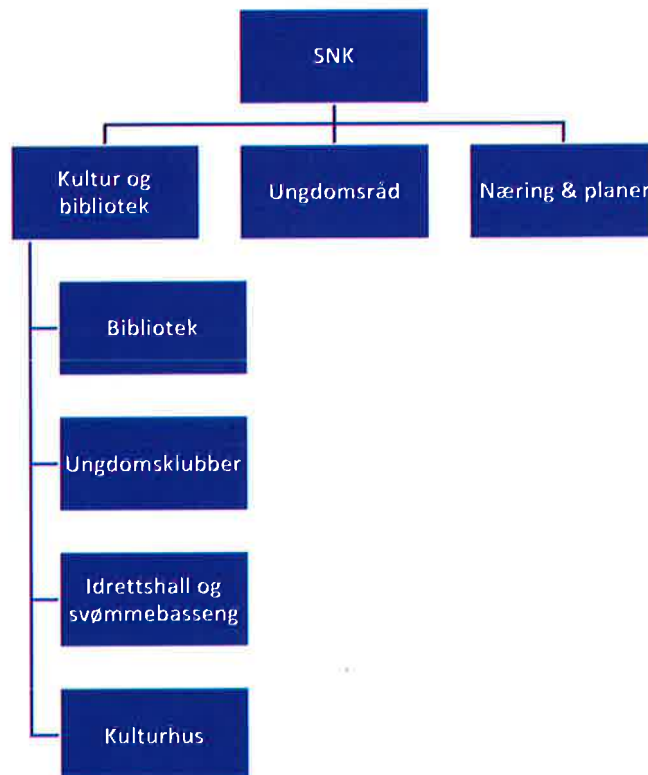 SNK
Kultur og
bibliotek
Ungdomsråd
Næring & planer
Bibliotek
Ungdomsklubber
Idrettshall og
svømmebasseng
Kulturhus